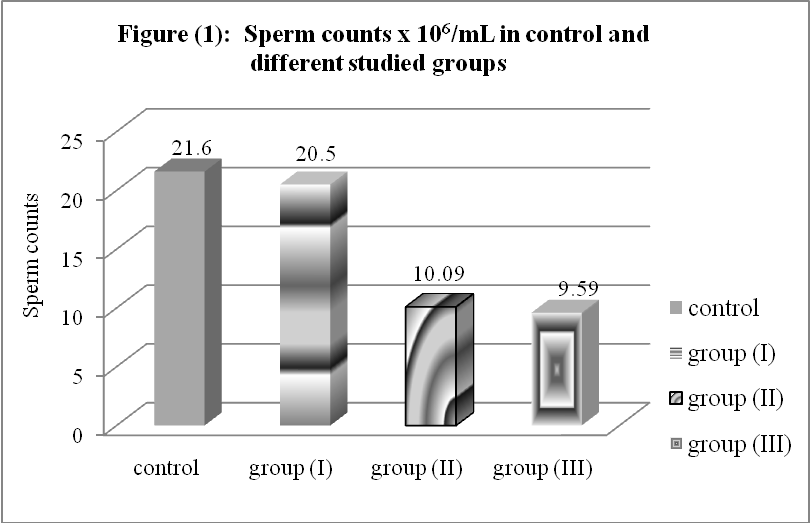 Figure (1): Sperm counts x 10⁶/mL in control and
different studied groups
25
20
15
10
5
0
Sperm counts
21.6
20.5
10.09
9.59
control
group (I)
group (II)
group (III)
control
group (I)
group (II)
group (III)